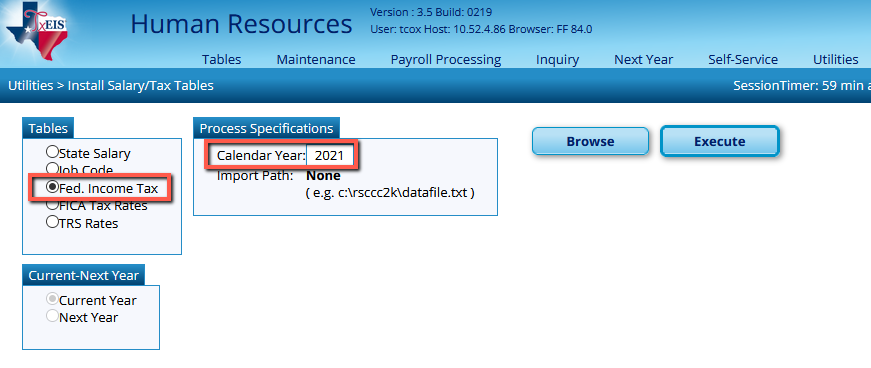 TxEIS
Human Resources
Version : 3.5 Build: 0219
User: tcox Host: 10.52.4.86 Browser: FF 84.0
Tables Maintenance Payroll Processing Inquiry Next Year Self-Service Utilities
Utilities > Install Salary/Tax Tables
SessionTimer: 59 min a
Tables
State Salary
Job Code
Fed. Income Tax
FICA Tax Rates
TRS Rates
Process Specifications
Calendar Year: 2021
Import Path: None
( e.g. c:\rsccc2k\datafile.txt )
Browse
Execute
Current-Next Year
Current Year
Next Year